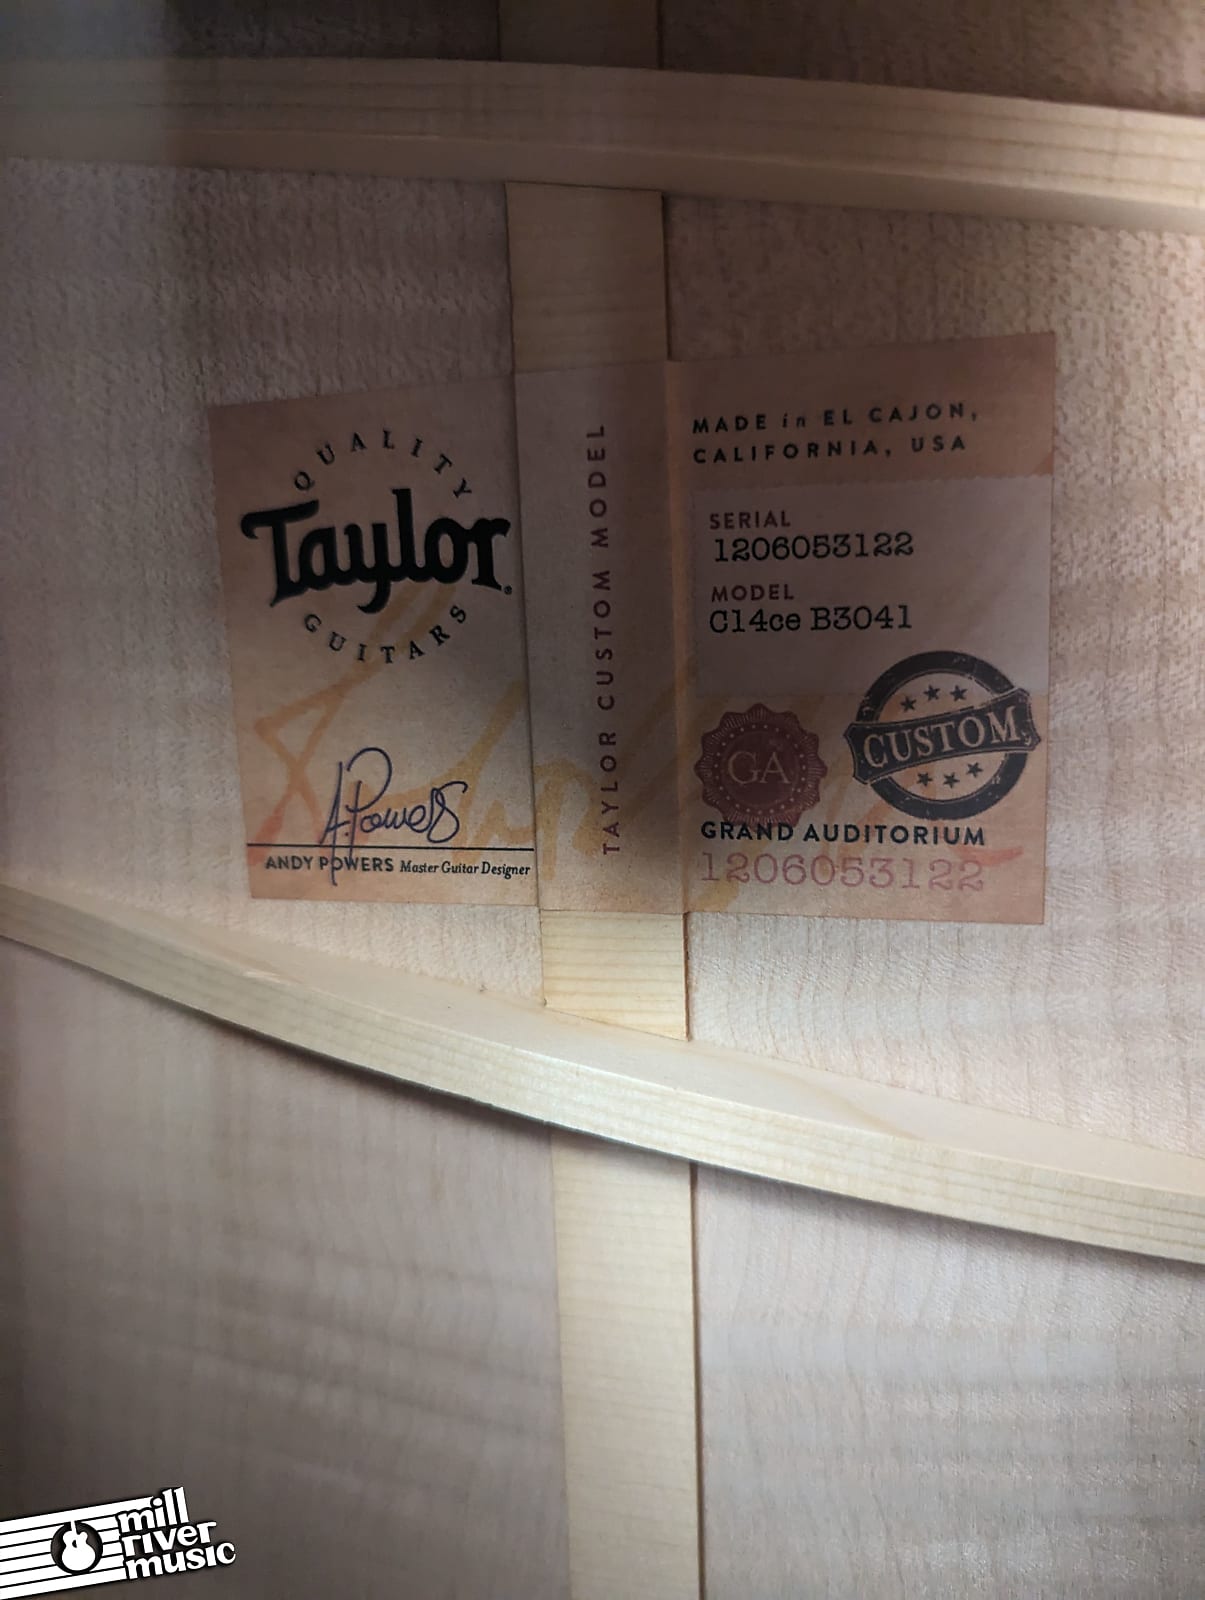 QUALITY
Taylor
GUITARS
A.Powers
ANDY POWERS Master Guitar Designer
TAYLOR CUSTOM MODEL
MADE in EL CAJON,
CALIFORNIA, USA
SERIAL
1206053122
MODEL
C14ce B3041
GA
CUSTOM
GRAND AUDITORIUM
1206053122
mill
river
music